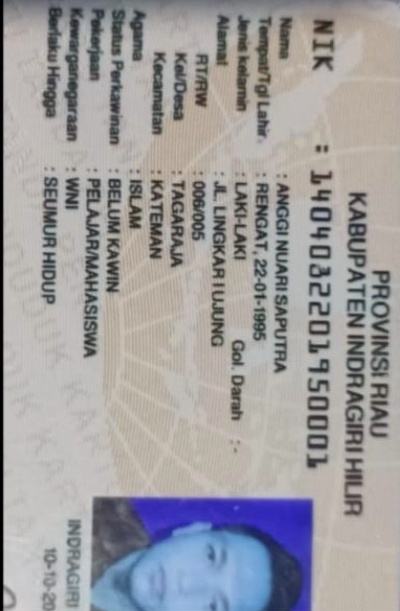 PROVINSI RIAU
KABUPATEN INDRAGIRI HILIR
NIK : 1404032201950001
Nama : ANGGI NUARI SAPUTRA
Tempat/Tgl Lahir : RENGAT, 22-01-1995
Jenis kelamin : LAKI-LAKI Gol. Darah : -
Alamat : JL. LINGKAR I UJUNG
RT/RW : 006/005
Kel/Desa : TAGARAJA
Kecamatan : KATEMAN
Agama : ISLAM
Status Perkawinan : BELUM KAWIN
Pekerjaan : PELAJAR/MAHASISWA
Kewarganegaraan : WNI
Berlaku Hingga : SEUMUR HIDUP
INDRAGIRI
10-10-20